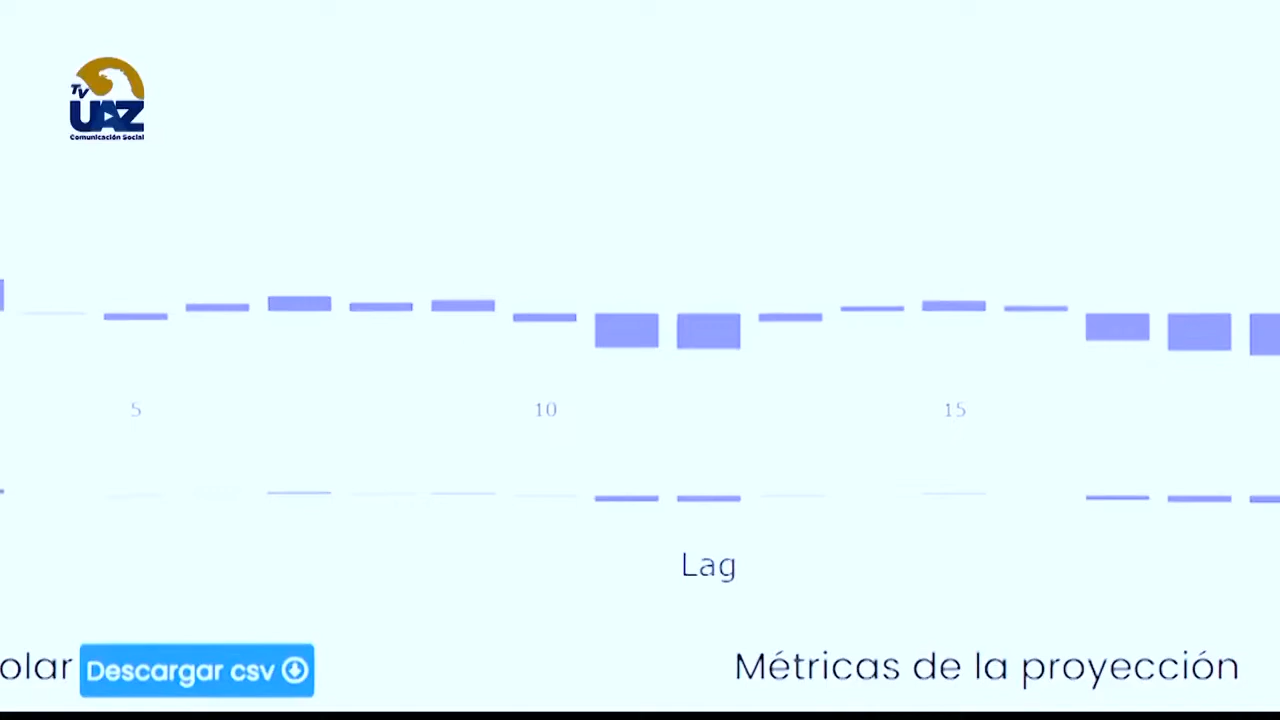 TV
UAZ
Comunicación Social
5 10 15
Lag
olar Descargar csv
Métricas de la proyección